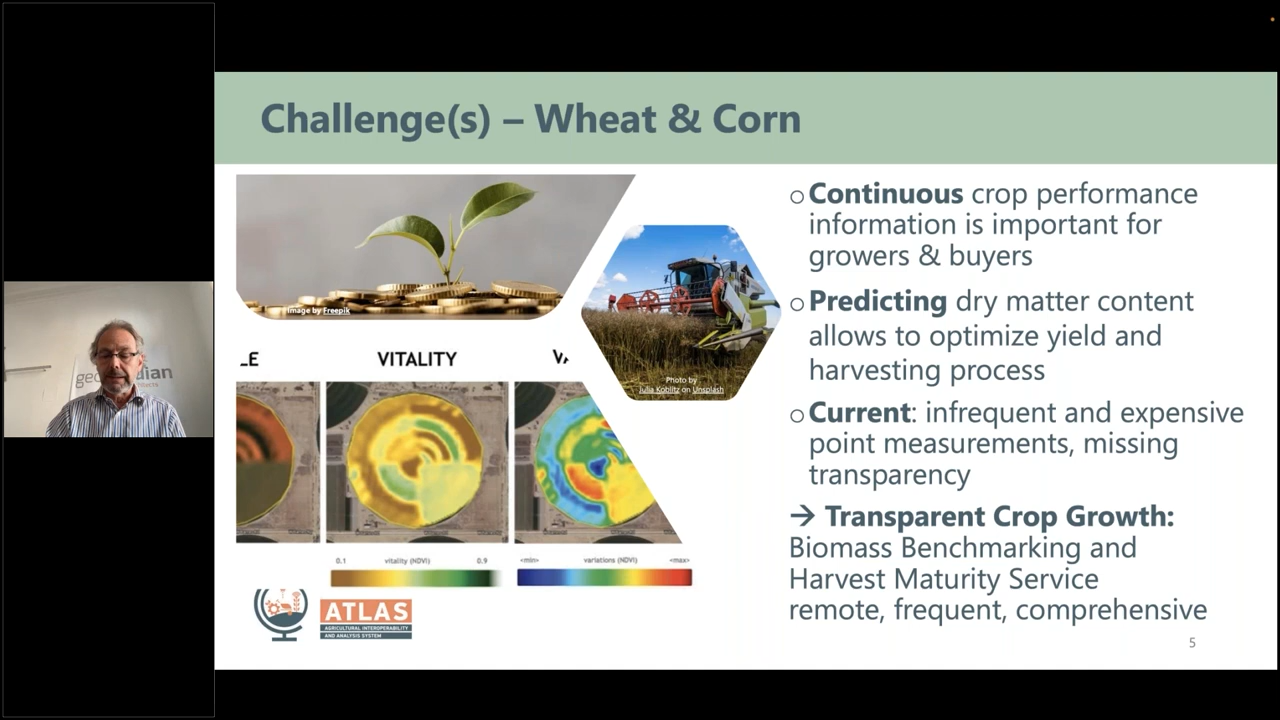 Challenge(s) – Wheat & Corn
Image by Freepik
Photo by
Julia Koblitz on Unsplash
VITALITY
0.1 vitality (NDVI) 0.9
<min> variations (NDVI) <max>
ATLAS
AGRICULTURAL INTEROPERABILITY
AND ANALYSIS SYSTEM
○ Continuous crop performance
information is important for
growers & buyers
○ Predicting dry matter content
allows to optimize yield and
harvesting process
○ Current: infrequent and expensive
point measurements, missing
transparency
→ Transparent Crop Growth:
Biomass Benchmarking and
Harvest Maturity Service
remote, frequent, comprehensive
5